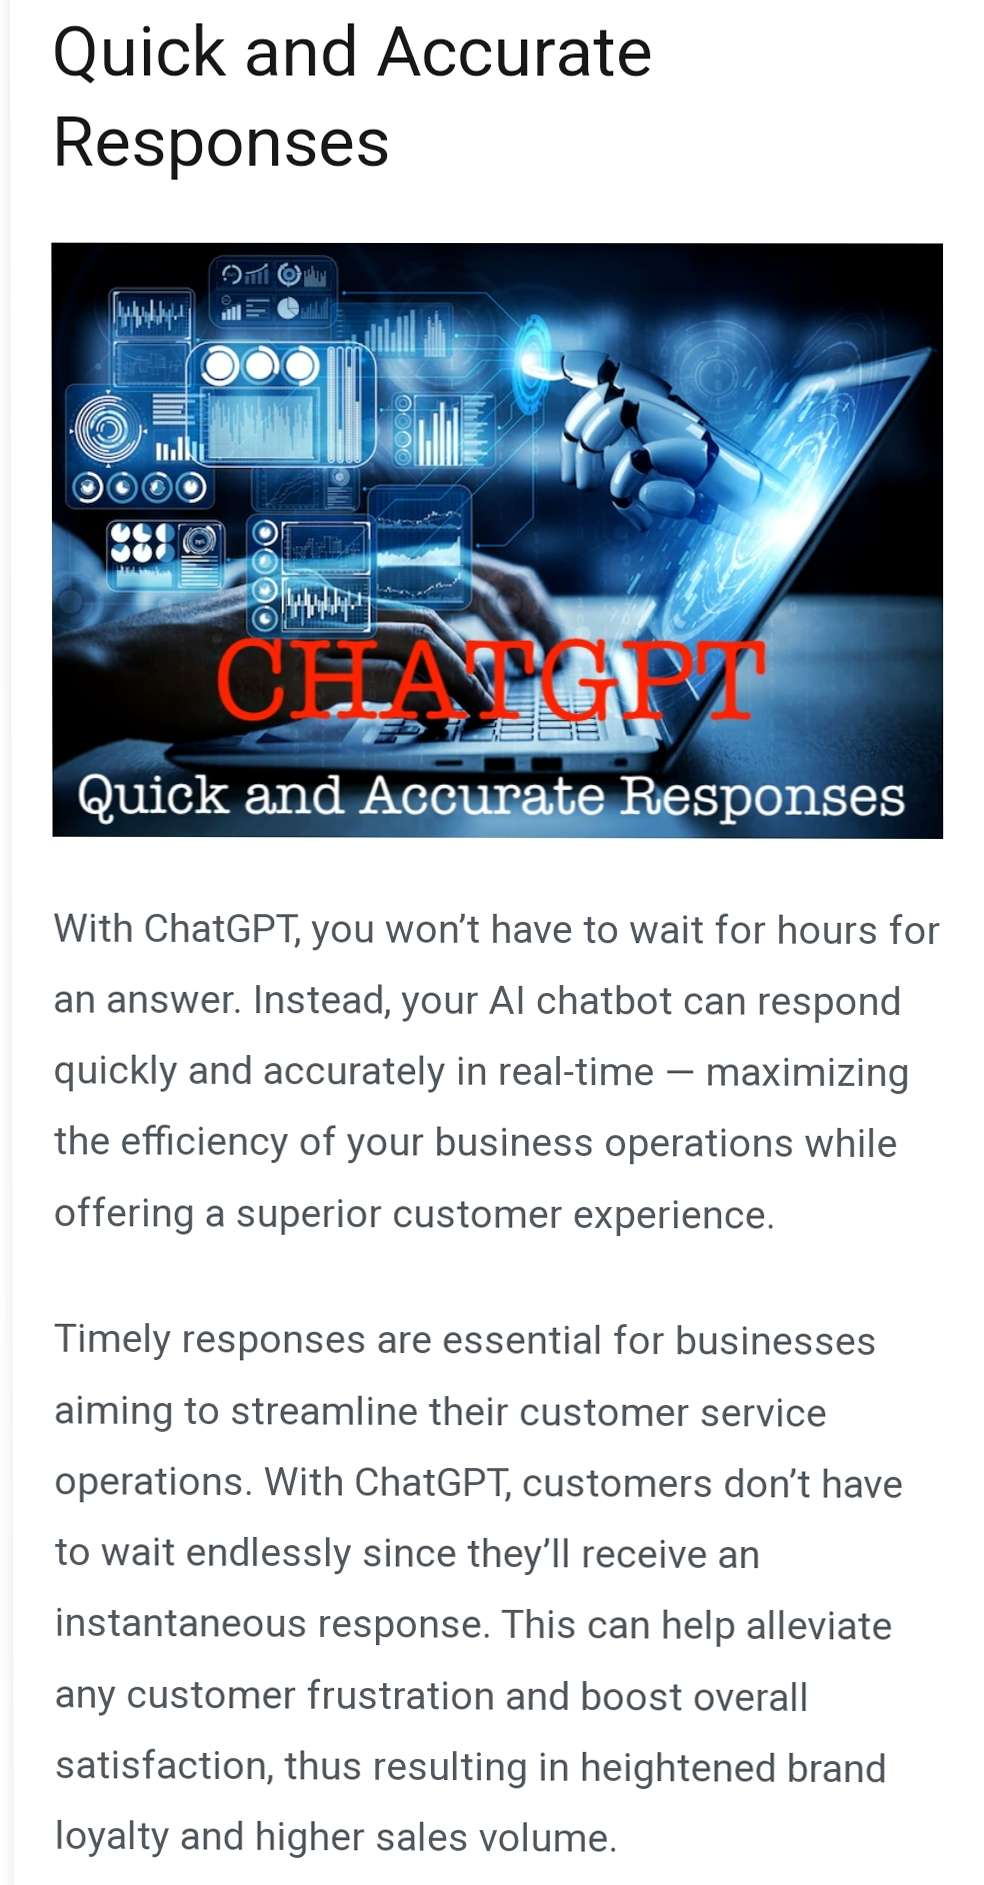 Quick and Accurate
Responses
CHATGPT
Quick and Accurate Responses
With ChatGPT, you won’t have to wait for hours for
an answer. Instead, your AI chatbot can respond
quickly and accurately in real-time — maximizing
the efficiency of your business operations while
offering a superior customer experience.
Timely responses are essential for businesses
aiming to streamline their customer service
operations. With ChatGPT, customers don’t have
to wait endlessly since they’ll receive an
instantaneous response. This can help alleviate
any customer frustration and boost overall
satisfaction, thus resulting in heightened brand
loyalty and higher sales volume.